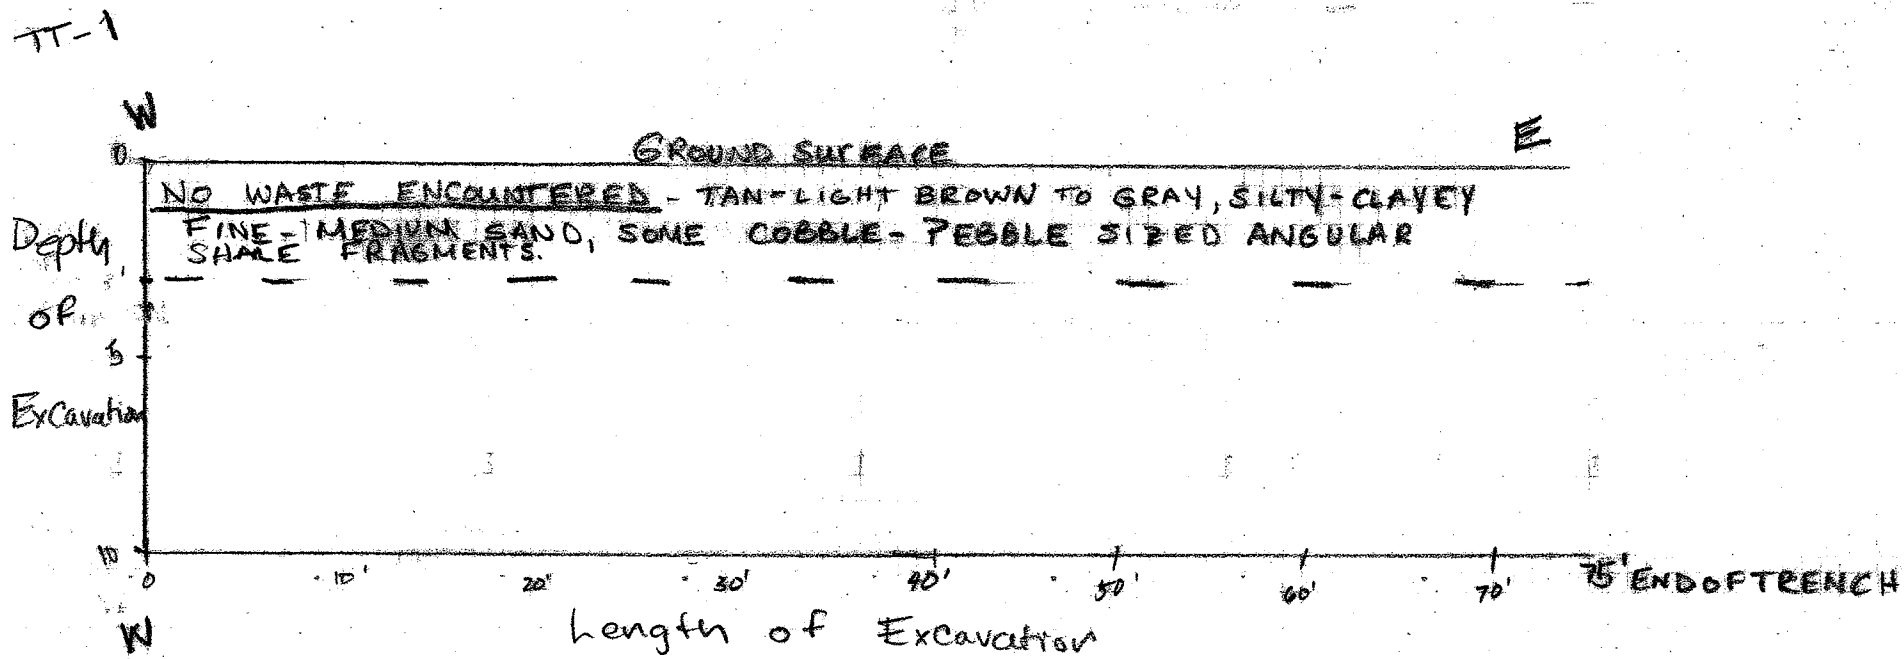 TT-1
W
E
GROUND SURFACE
0
NO WASTE ENCOUNTERED - TAN-LIGHT BROWN TO GRAY, SILTY-CLAYEY
FINE-MEDIUM SAND, SOME COBBLE-PEBBLE SIZED ANGULAR
SHALE FRAGMENTS.
Depth
of
5
Excavation
10
0 10' 20' 30' 40' 50' 60' 70' 75' END OF TRENCH
W
Length of Excavation